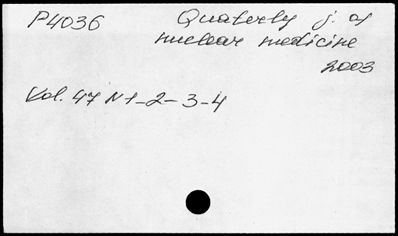 P4036 Quaterly j. of
nuclear medicine
2003
Vol. 47 N 1-2-3-4